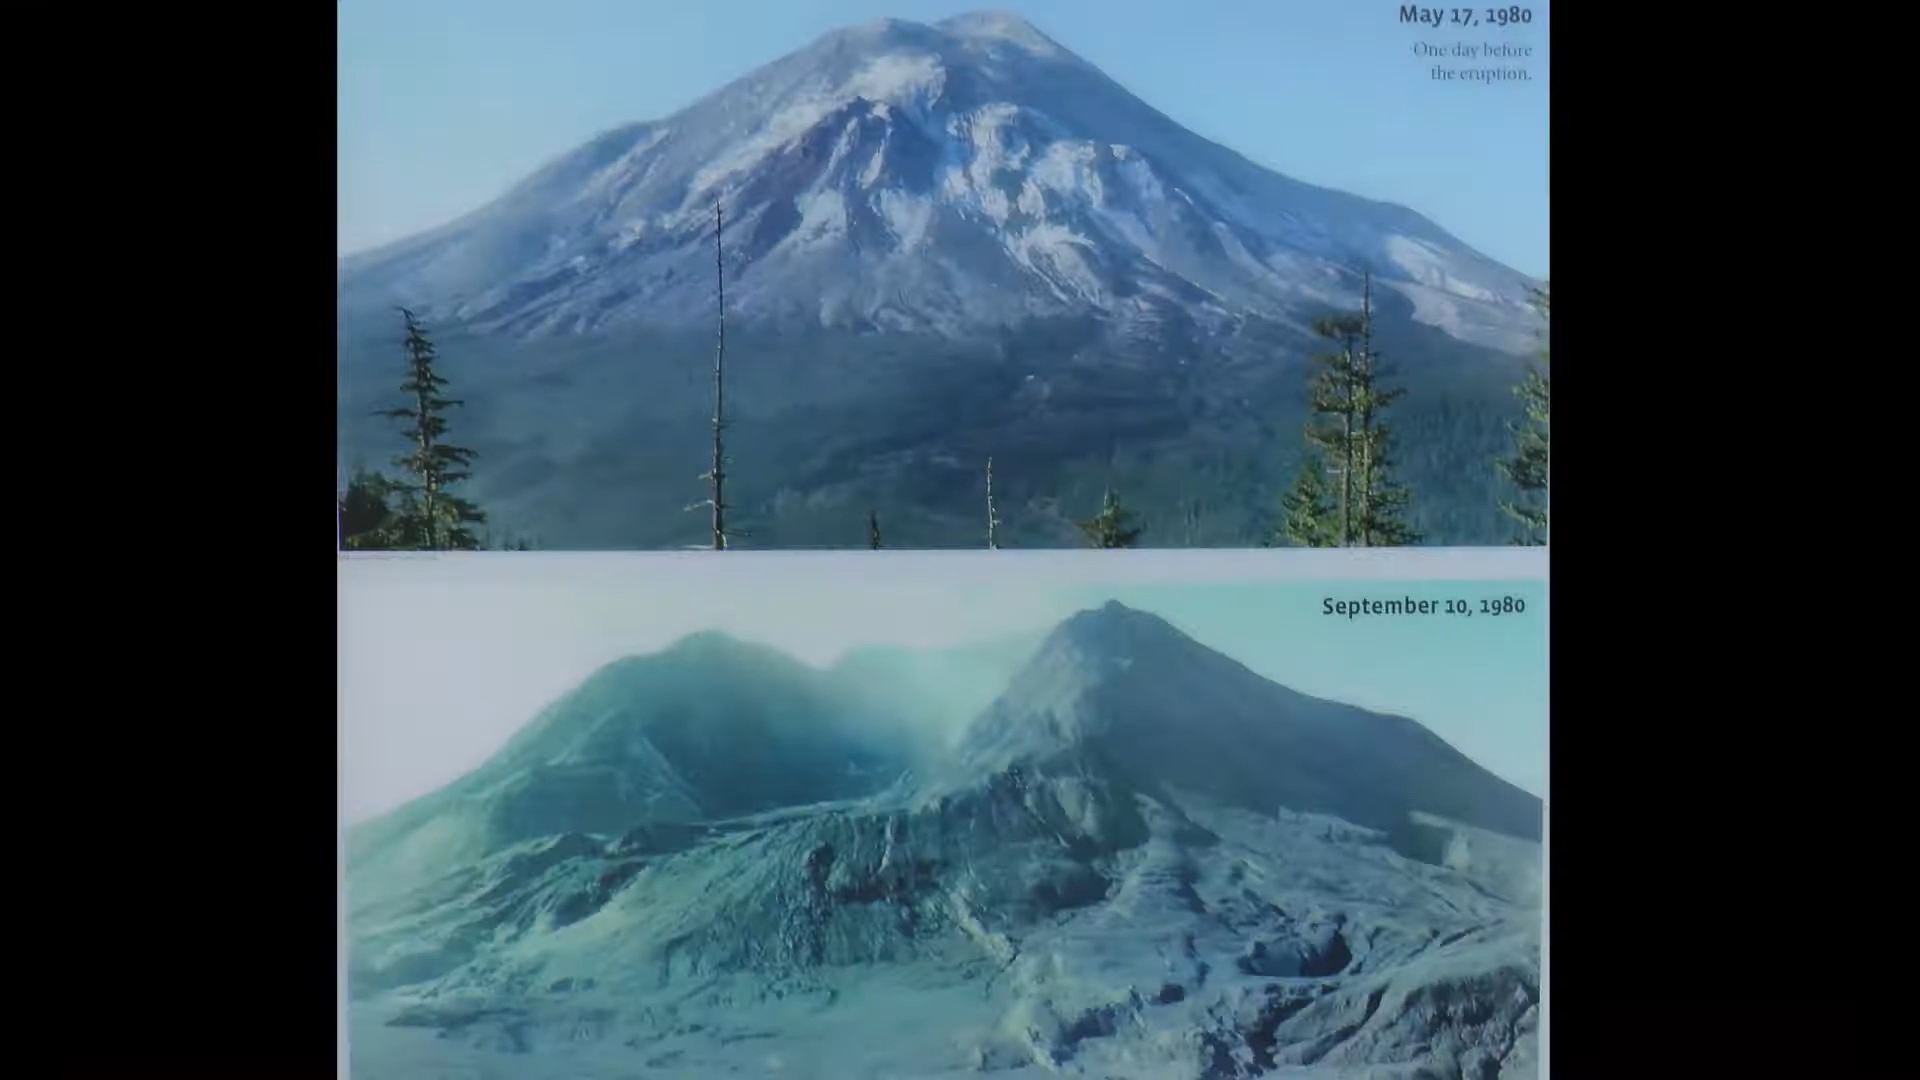 May 17, 1980
One day before
the eruption.
September 10, 1980